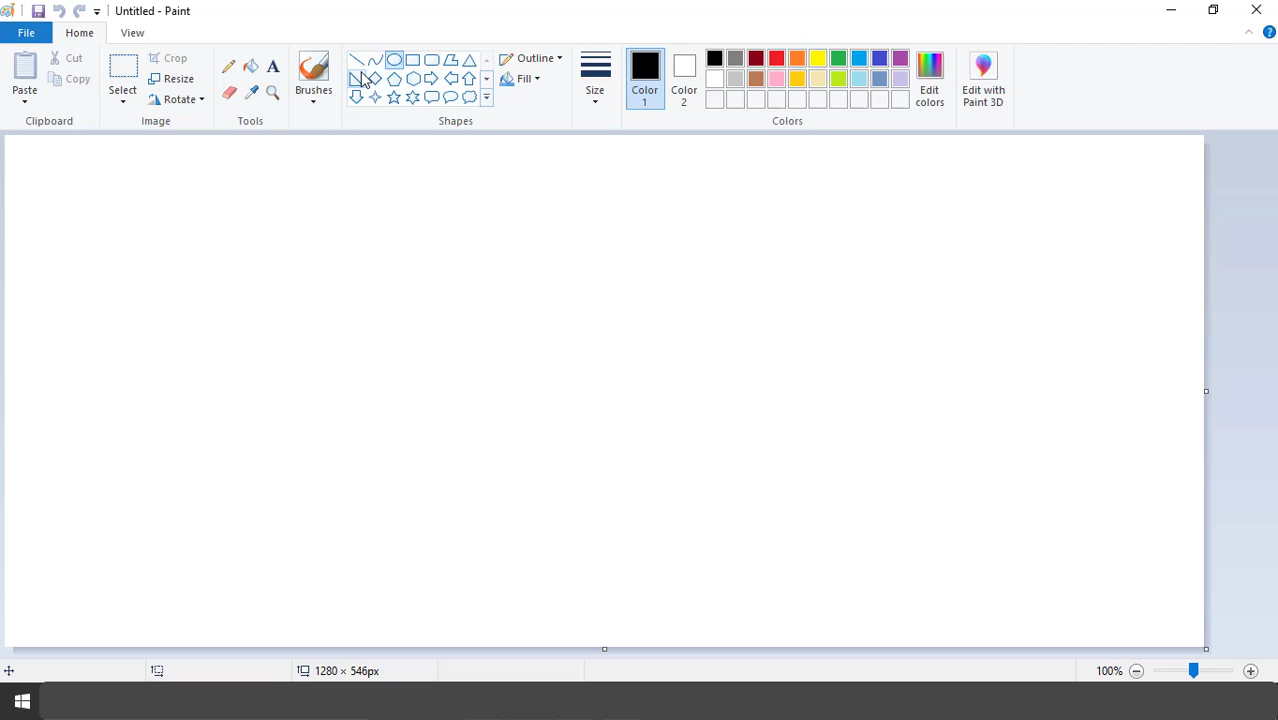 Untitled - Paint
File Home View
Paste Cut Copy Clipboard
Select Crop Resize Rotate Image
A Tools
Brushes
Outline Fill Shapes
Size
Color 1 Color 2 Edit colors Colors
Edit with Paint 3D
1280 × 546px 100%